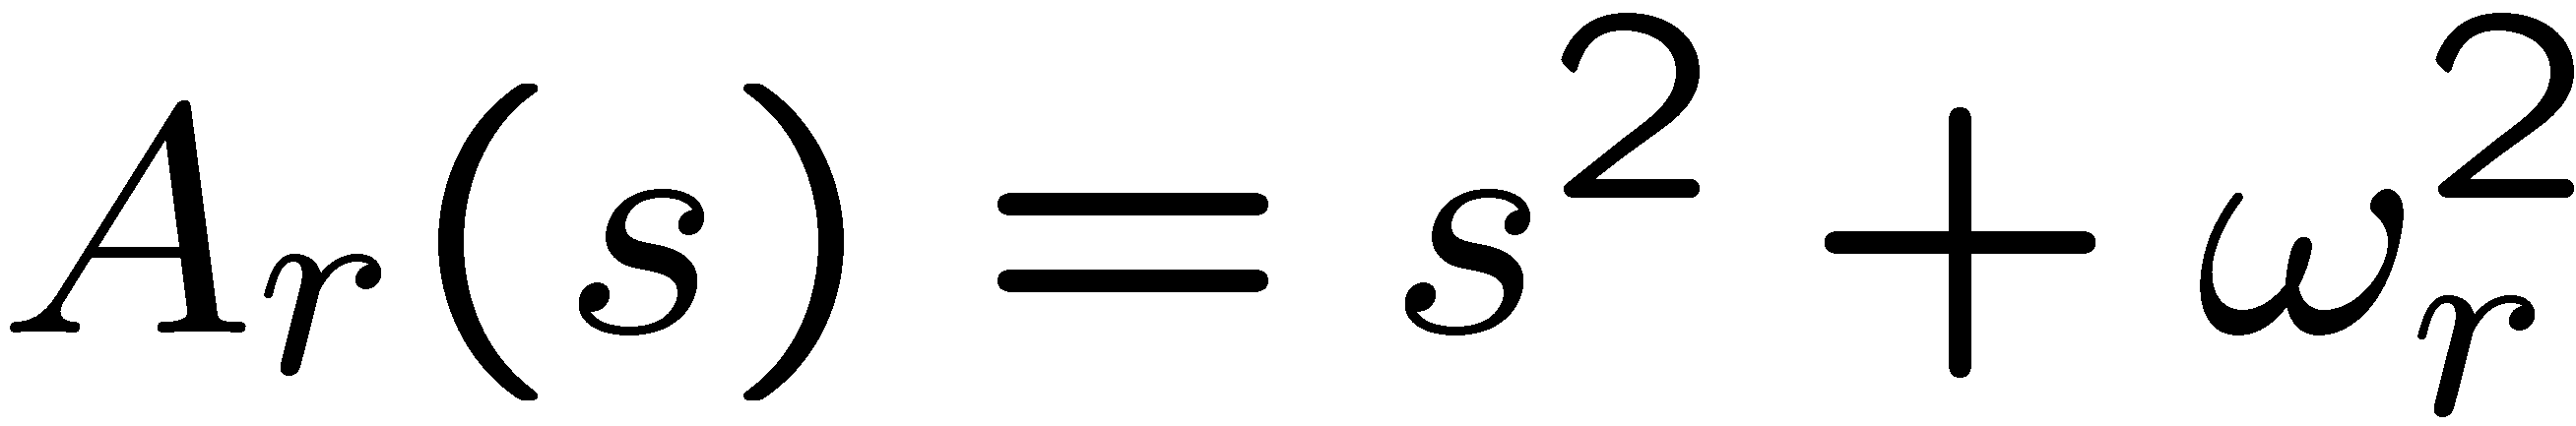 A_r(s) = s^2 + ω_r^2